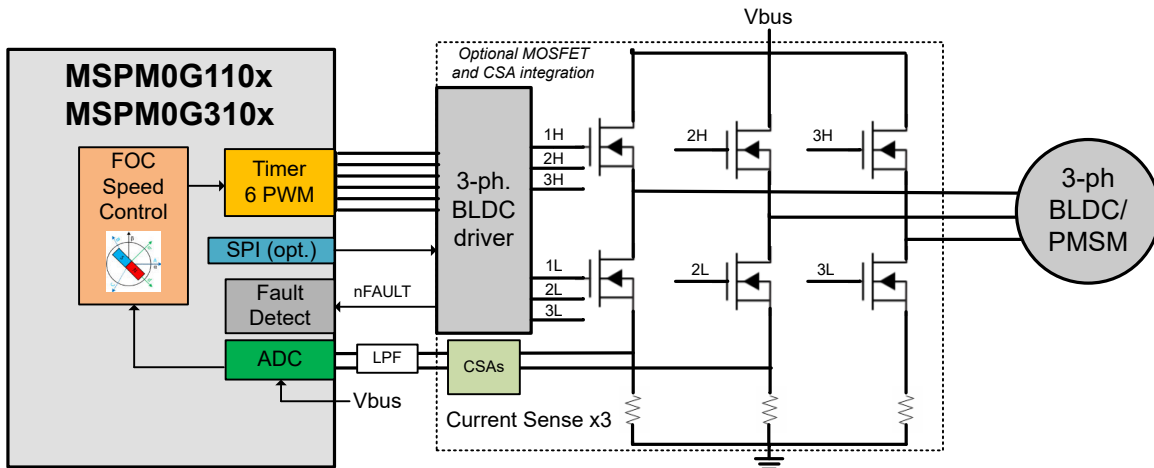 Vbus
Optional MOSFET
and CSA integration
MSPM0G110x
MSPM0G310x
FOC
Speed
Control
Timer
6 PWM
SPI (opt.)
Fault
Detect
ADC
nFAULT
LPF
Vbus
3-ph.
BLDC
driver
CSAs
Current Sense x3
1H
2H
3H
2H
3H
1L
2L
3L
2L
3L
3-ph
BLDC/
PMSM